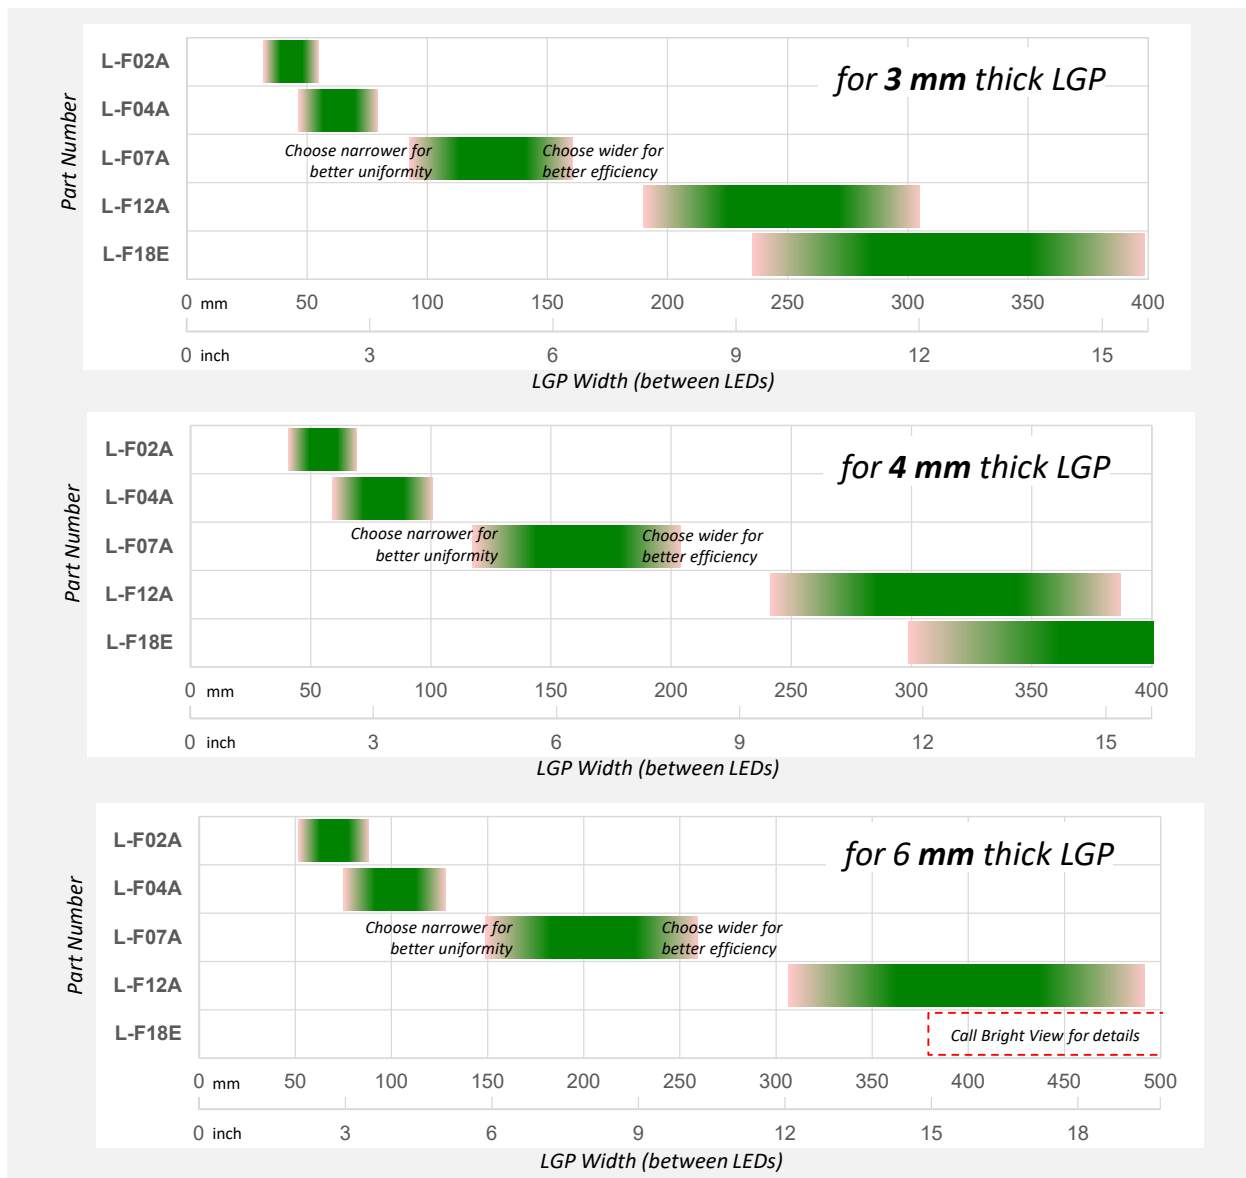 for 3 mm thick LGP
Part Number
L-F02A
L-F04A
L-F07A
L-F12A
L-F18E
Choose narrower for
better uniformity
Choose wider for
better efficiency
0 mm 50 100 150 200 250 300 350 400
0 inch 3 6 9 12 15
LGP Width (between LEDs)
for 4 mm thick LGP
Part Number
L-F02A
L-F04A
L-F07A
L-F12A
L-F18E
Choose narrower for
better uniformity
Choose wider for
better efficiency
0 mm 50 100 150 200 250 300 350 400
0 inch 3 6 9 12 15
LGP Width (between LEDs)
for 6 mm thick LGP
Part Number
L-F02A
L-F04A
L-F07A
L-F12A
L-F18E
Choose narrower for
better uniformity
Choose wider for
better efficiency
Call Bright View for details
0 mm 50 100 150 200 250 300 350 400 450 500
0 inch 3 6 9 12 15 18
LGP Width (between LEDs)